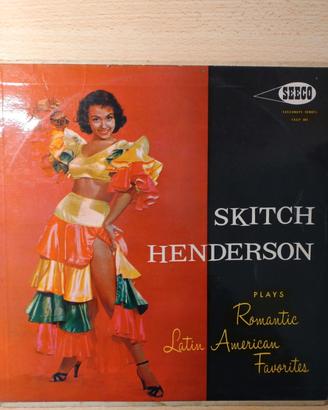 SEECO
SKITCH
HENDERSON
PLAYS
Romantic
Latin American
Favorites